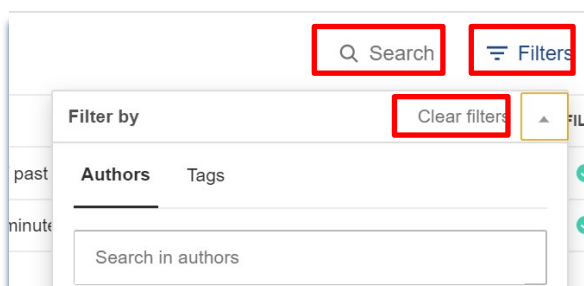 Search Filters
Filter by Clear filters
past Authors Tags
minute
Search in authors